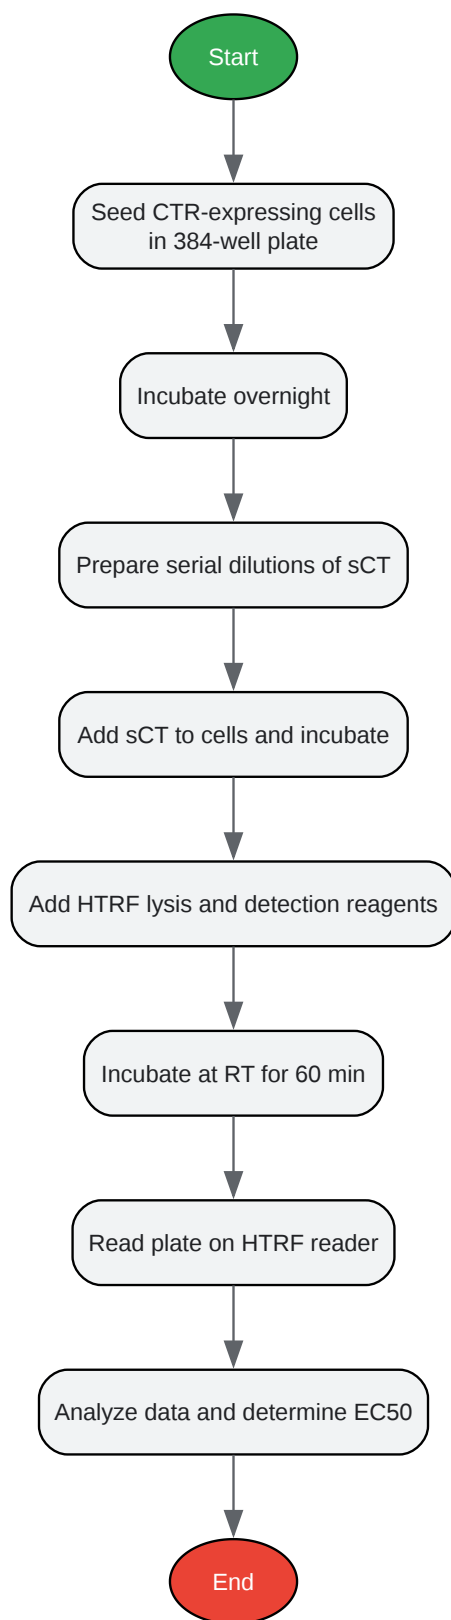 Start
Seed CTR-expressing cells
in 384-well plate
Incubate overnight
Prepare serial dilutions of sCT
Add sCT to cells and incubate
Add HTRF lysis and detection reagents
Incubate at RT for 60 min
Read plate on HTRF reader
Analyze data and determine EC50
End